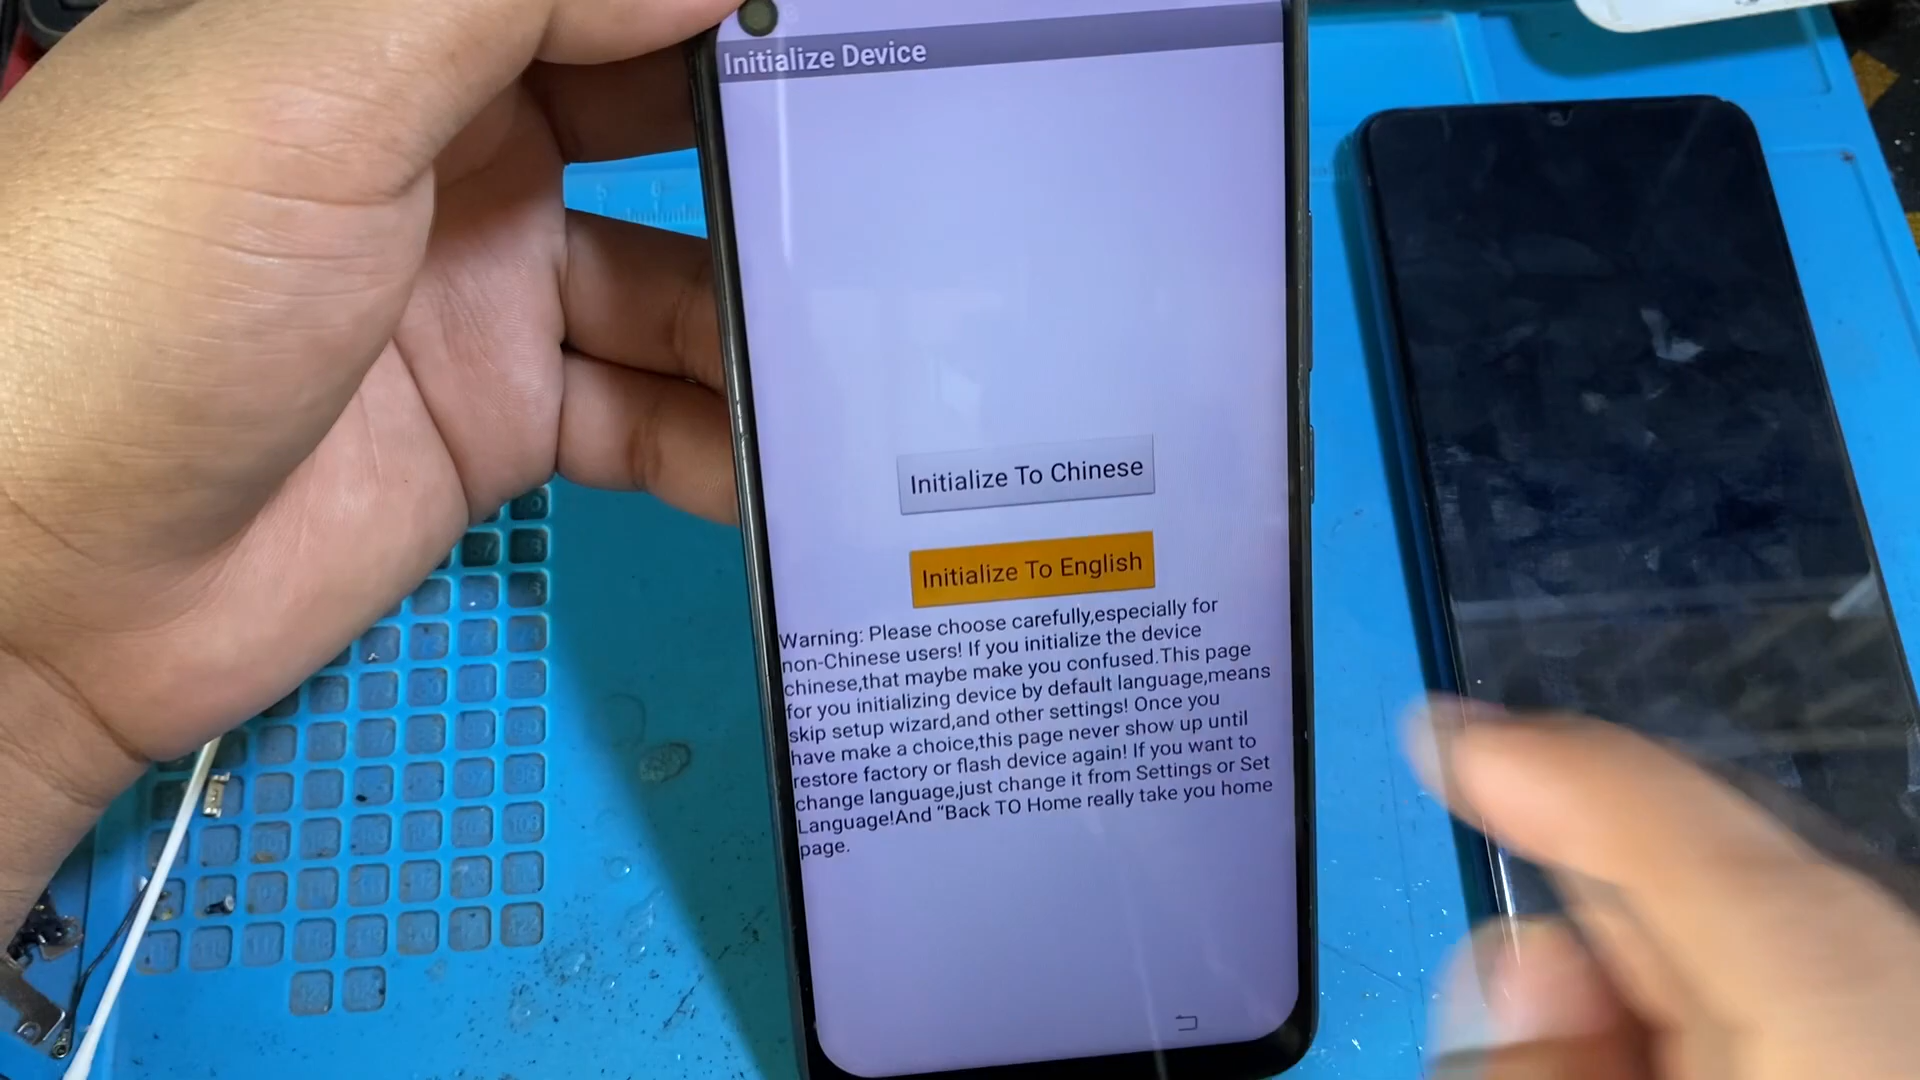 Initialize Device
Initialize To Chinese
Initialize To English
Warning: Please choose carefully,especially for
non-Chinese users! If you initialize the device
chinese,that maybe make you confused.This page
for you initializing device by default language,means
skip setup wizard,and other settings! Once you
have make a choice,this page never show up until
restore factory or flash device again! If you want to
change language,just change it from Settings or Set
Language!And “Back TO Home really take you home
page.